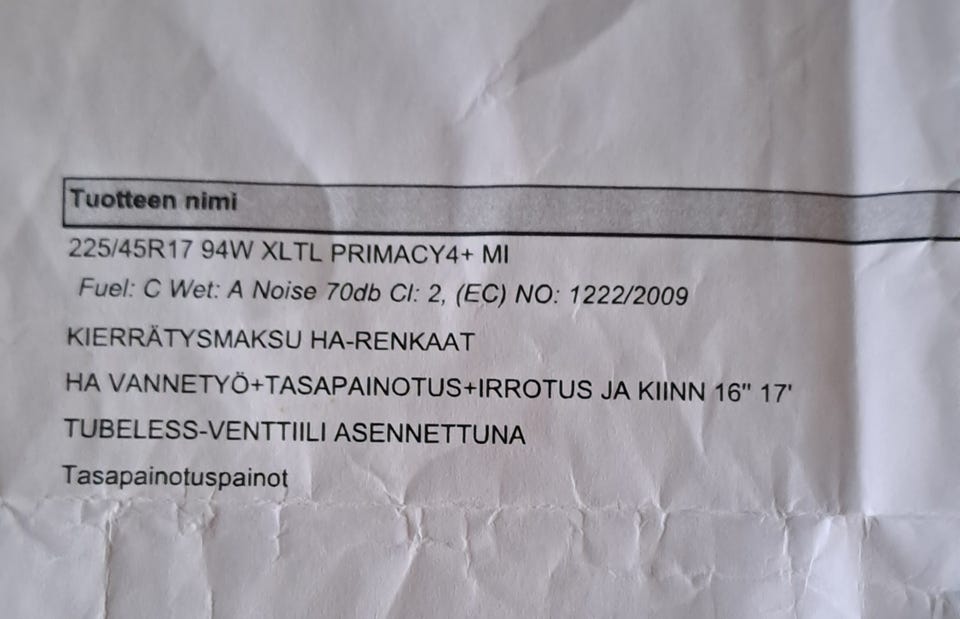 Tuotteen nimi
225/45R17 94W XLTL PRIMACY4+ MI
Fuel: C Wet: A Noise 70db Cl: 2, (EC) NO: 1222/2009
KIERRÄTYSMAKSU HA-RENKAAT
HA VANNETYÖ+TASAPAINOTUS+IRROTUS JA KIINN 16" 17'
TUBELESS-VENTTIILI ASENNETTUNA
Tasapainotuspainot